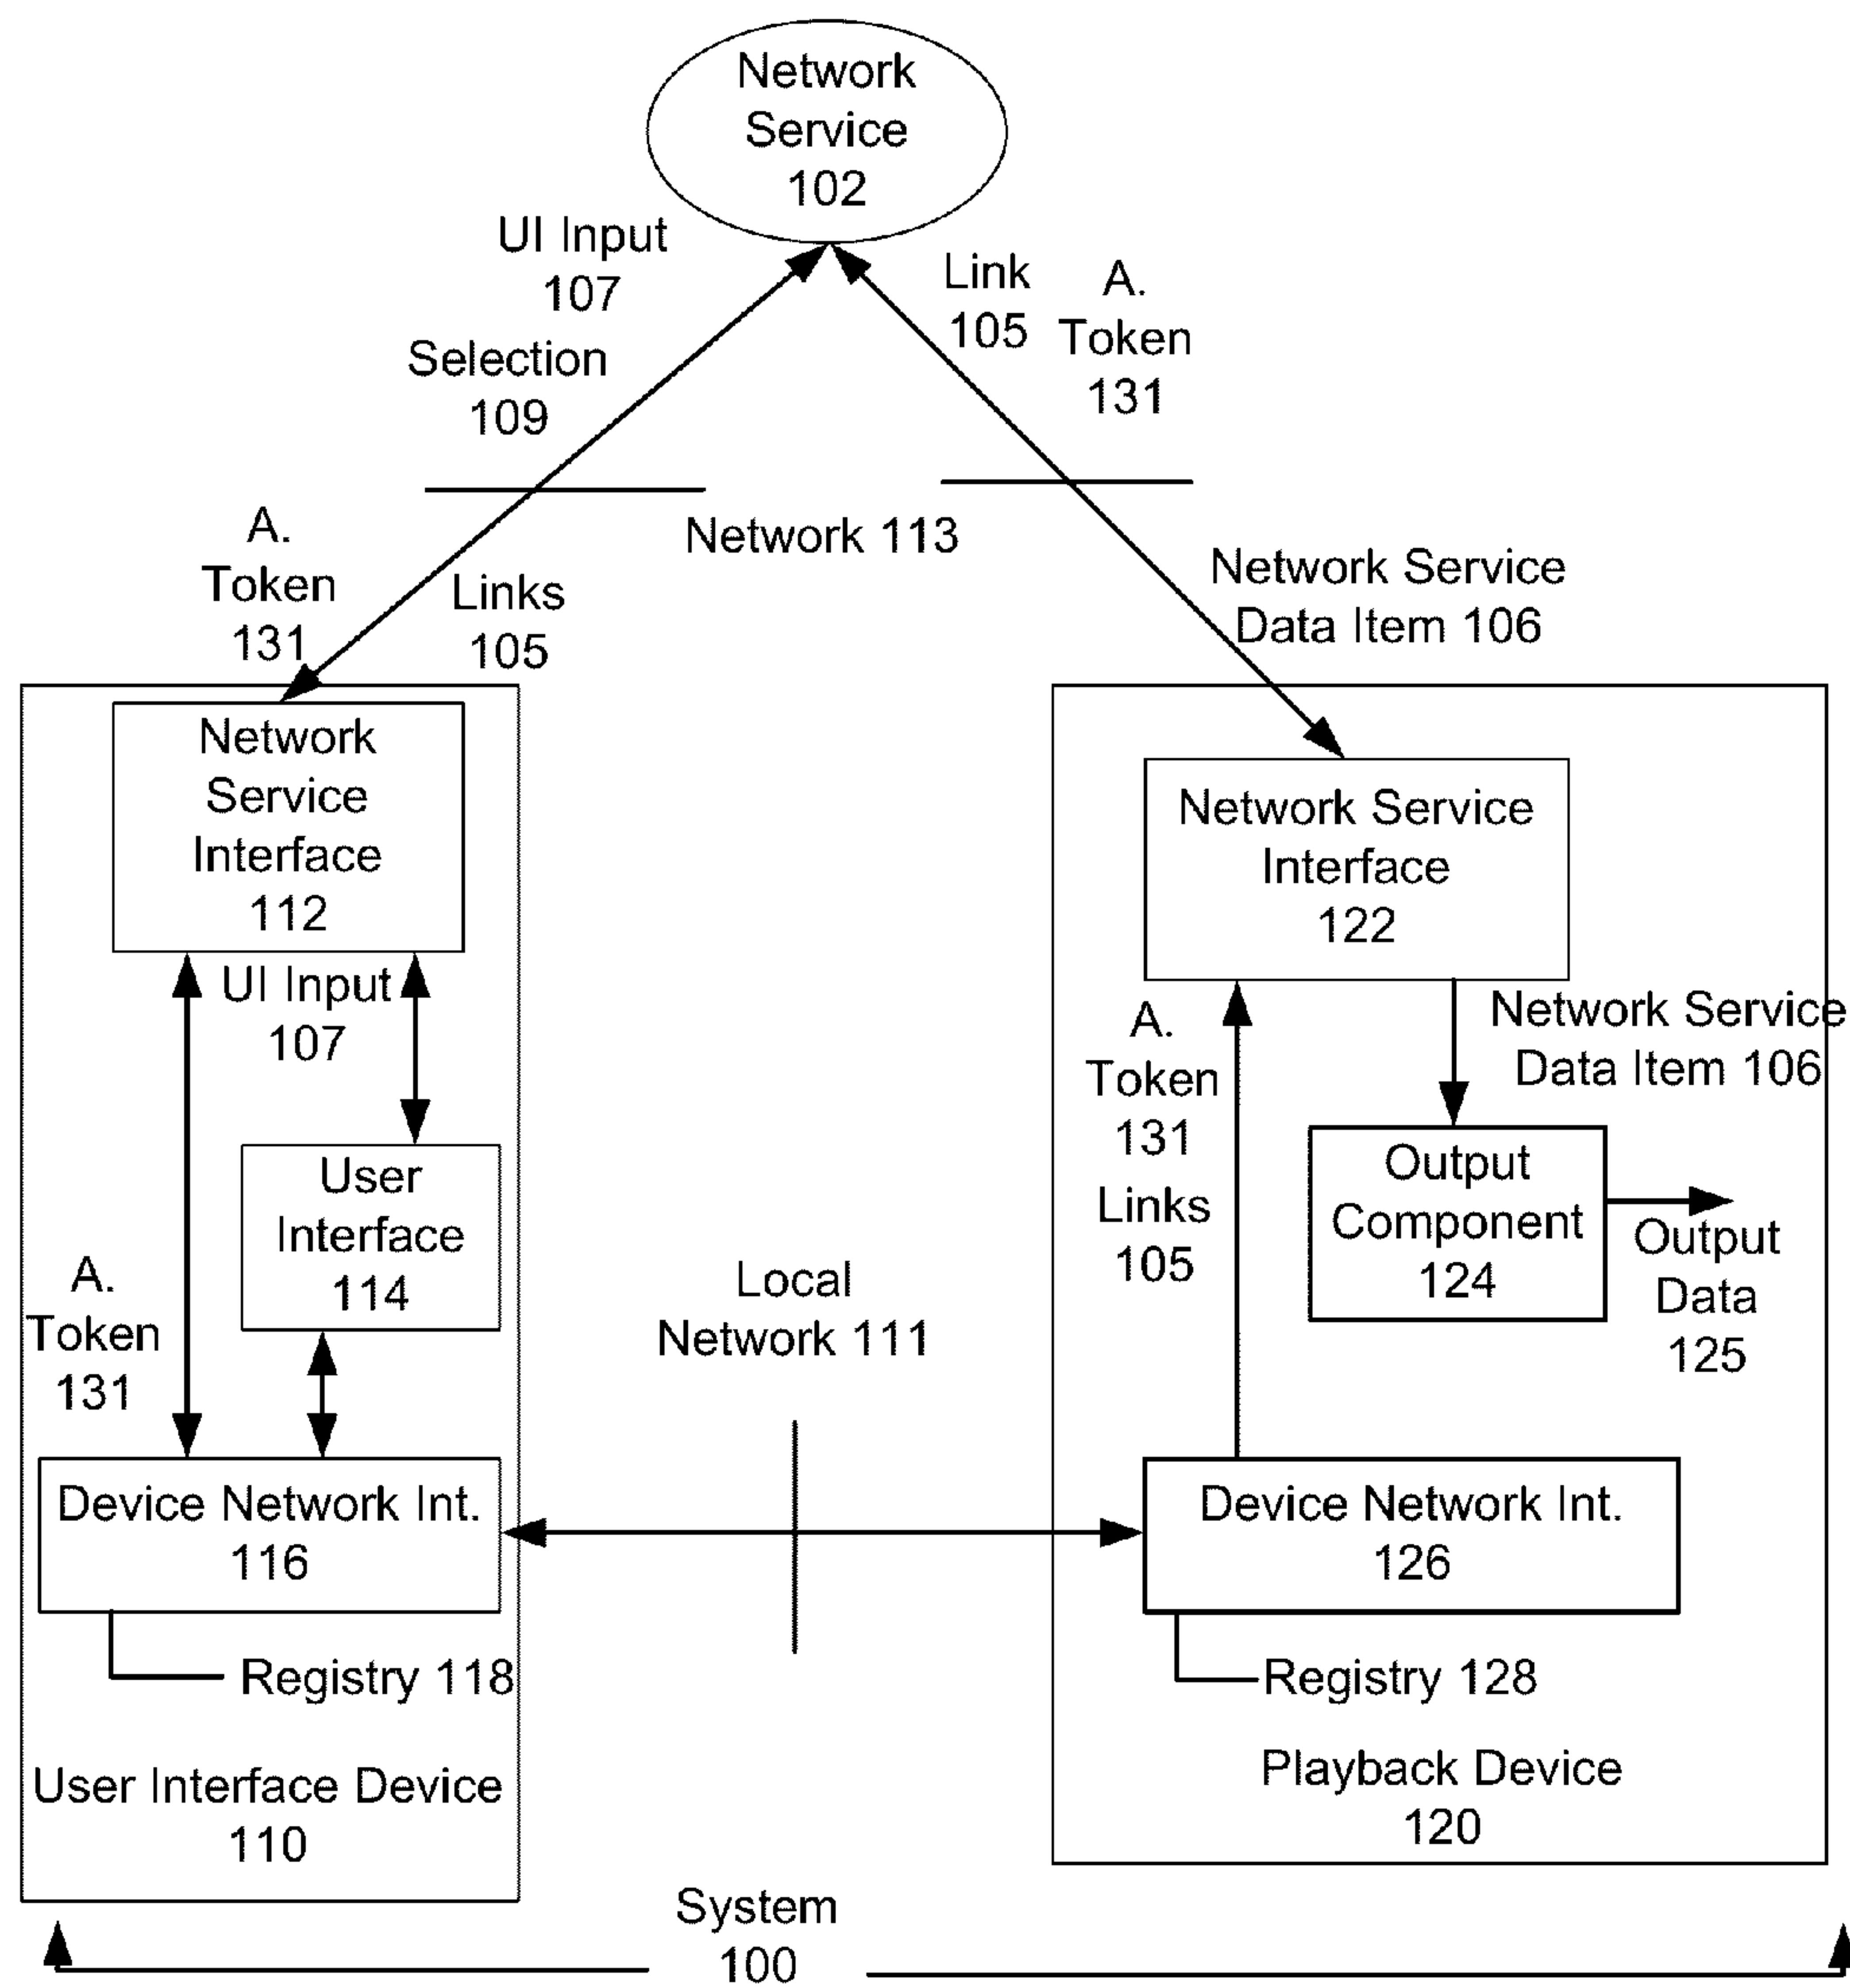 Network
Service
102
UI Input
107
Link
105
A.
Token
131
Selection
109
Network 113
A.
Token
131
Links
105
Network Service
Data Item 106
Network
Service
Interface
112
Network Service
Interface
122
UI Input
107
A.
Token
131
Links
105
Network Service
Data Item 106
User
Interface
114
Output
Component
124
Output
Data
125
A.
Token
131
Local
Network 111
Device Network Int.
116
Device Network Int.
126
Registry 118
Registry 128
User Interface Device
110
Playback Device
120
System
100